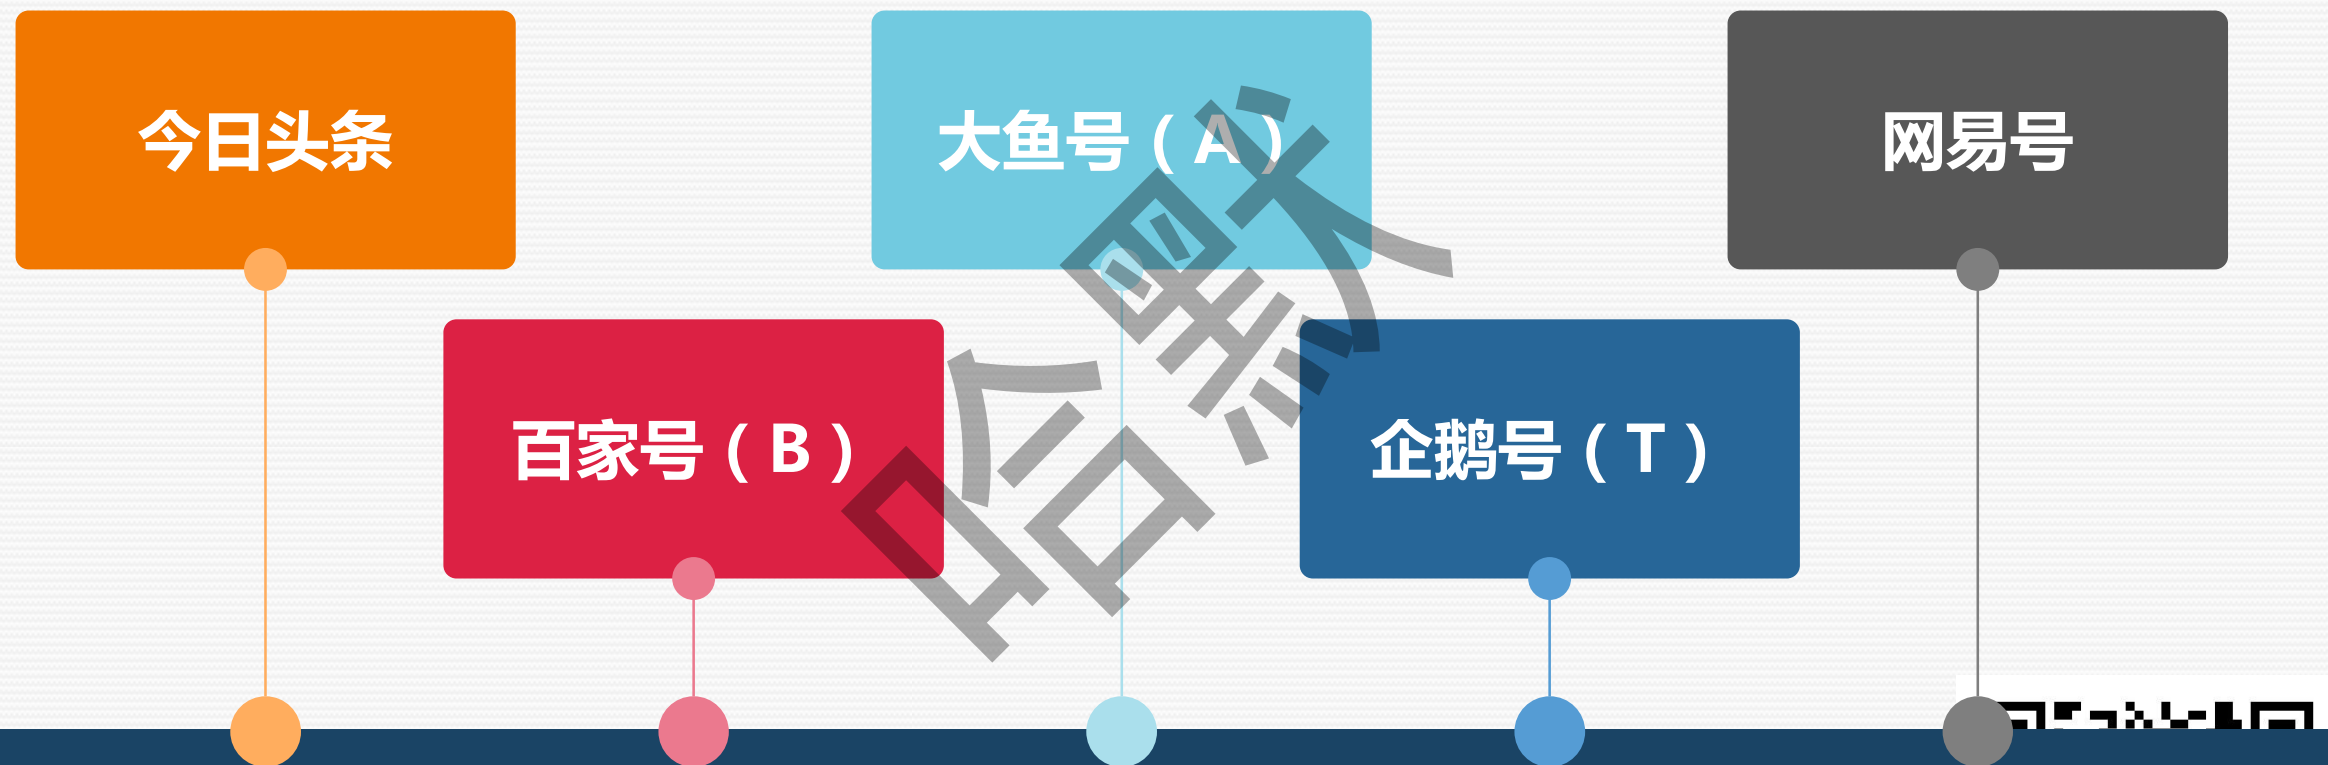 今日头条
大鱼号（A）
网易号
百家号（B）
企鹅号（T）